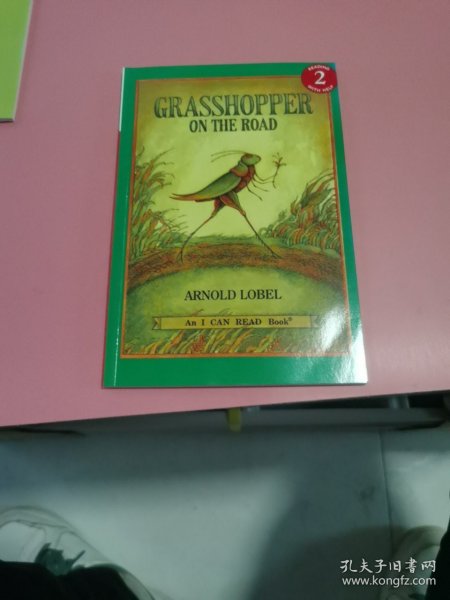 READING
2
WITH HELP
GRASSHOPPER
ON THE ROAD
ARNOLD LOBEL
An I CAN READ Book®
孔夫子旧书网
www.kongfz.com